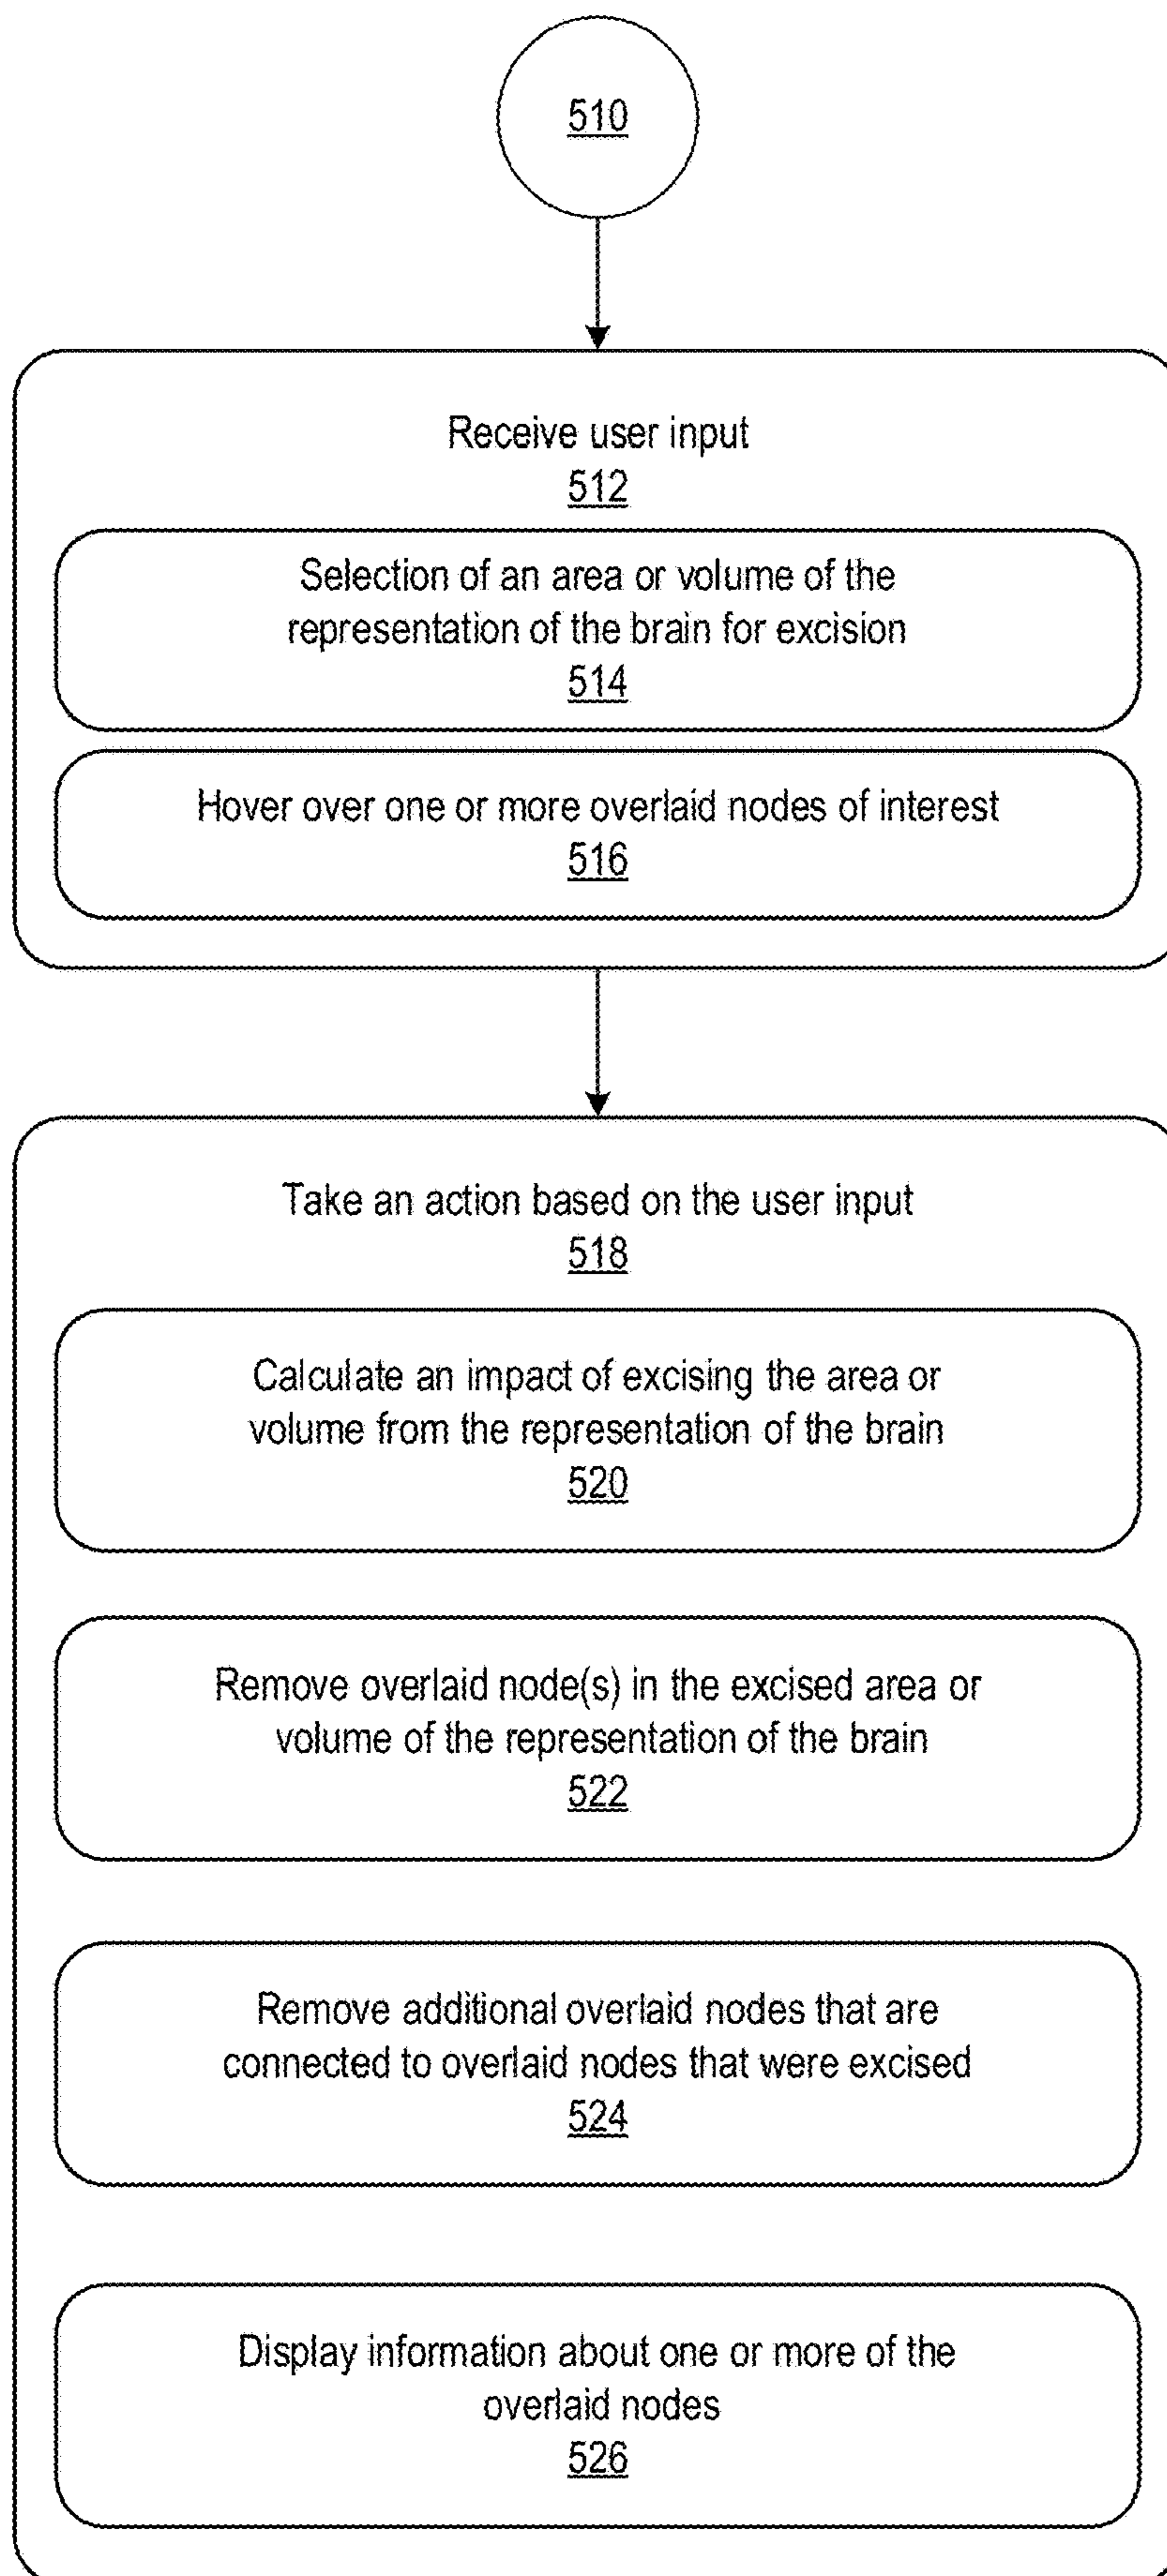 510
Receive user input
512
Selection of an area or volume of the
representation of the brain for excision
514
Hover over one or more overlaid nodes of interest
516
Take an action based on the user input
518
Calculate an impact of excising the area or
volume from the representation of the brain
520
Remove overlaid node(s) in the excised area or
volume of the representation of the brain
522
Remove additional overlaid nodes that are
connected to overlaid nodes that were excised
524
Display information about one or more of the
overlaid nodes
526